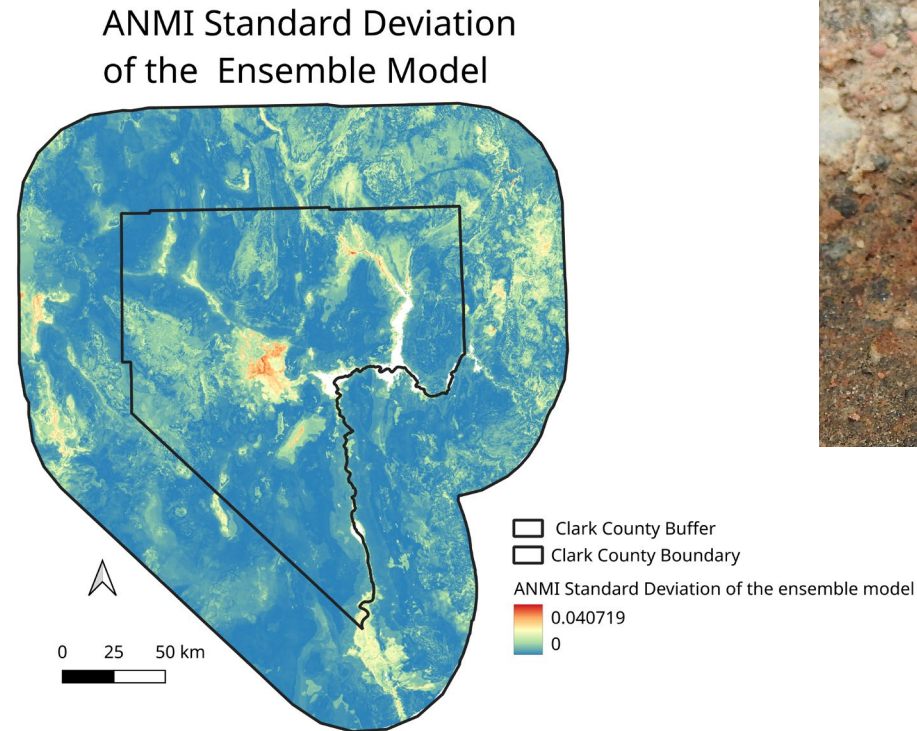 ANMI Standard Deviation
of the Ensemble Model
Clark County Buffer
Clark County Boundary
ANMI Standard Deviation of the ensemble model
0.040719
0
0 25 50 km